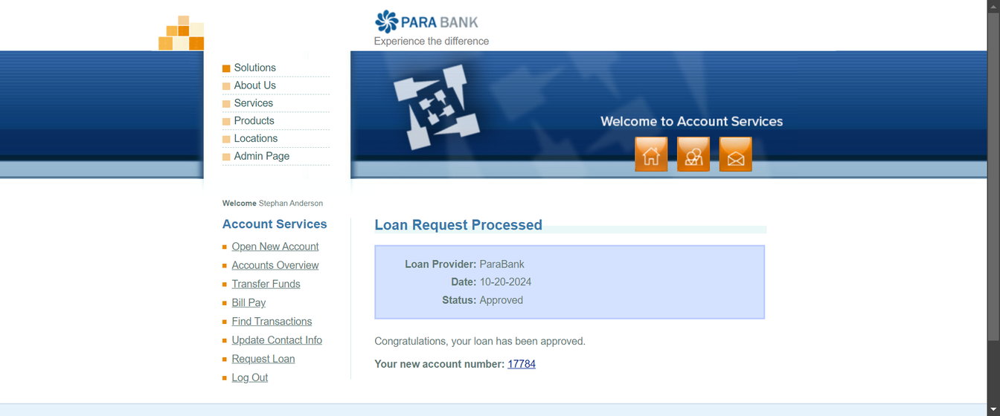 PARA BANK
Experience the difference
Solutions
About Us
Services
Products
Locations
Admin Page
Welcome to Account Services
Welcome Stephan Anderson
Account Services
Open New Account
Accounts Overview
Transfer Funds
Bill Pay
Find Transactions
Update Contact Info
Request Loan
Log Out
Loan Request Processed
Loan Provider: ParaBank
Date: 10-20-2024
Status: Approved
Congratulations, your loan has been approved.
Your new account number: 17784